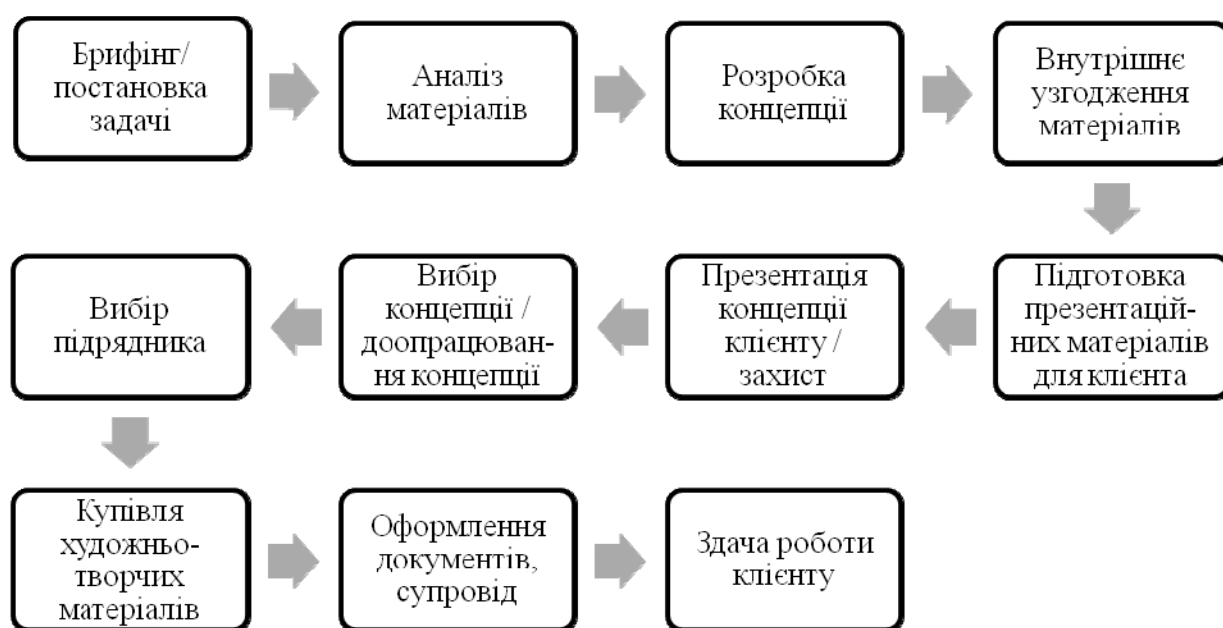 Брифінг/
постановка
задачі
Аналіз
матеріалів
Розробка
концепції
Внутрішнє
узгодження
матеріалів
Підготовка
презентацій-
них матеріалів
для клієнта
Презентація
концепції
клієнту /
захист
Вибір
концепції /
доопрацюван-
ня концепції
Вибір
підрядника
Купівля
художньо-
творчих
матеріалів
Оформлення
документів,
супровід
Здача роботи
клієнту